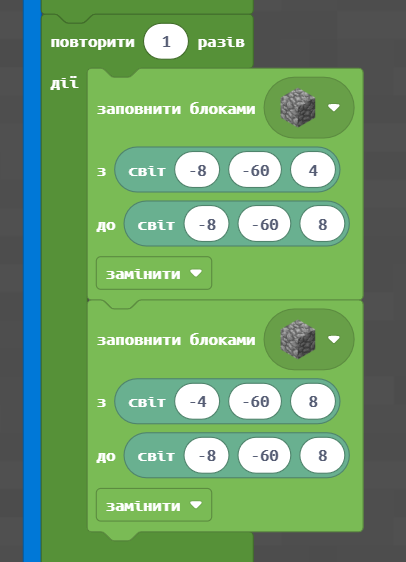 повторити 1 разів
дії
заповнити блоками
з світ -8 -60 4
до світ -8 -60 8
замінити
заповнити блоками
з світ -4 -60 8
до світ -8 -60 8
замінити